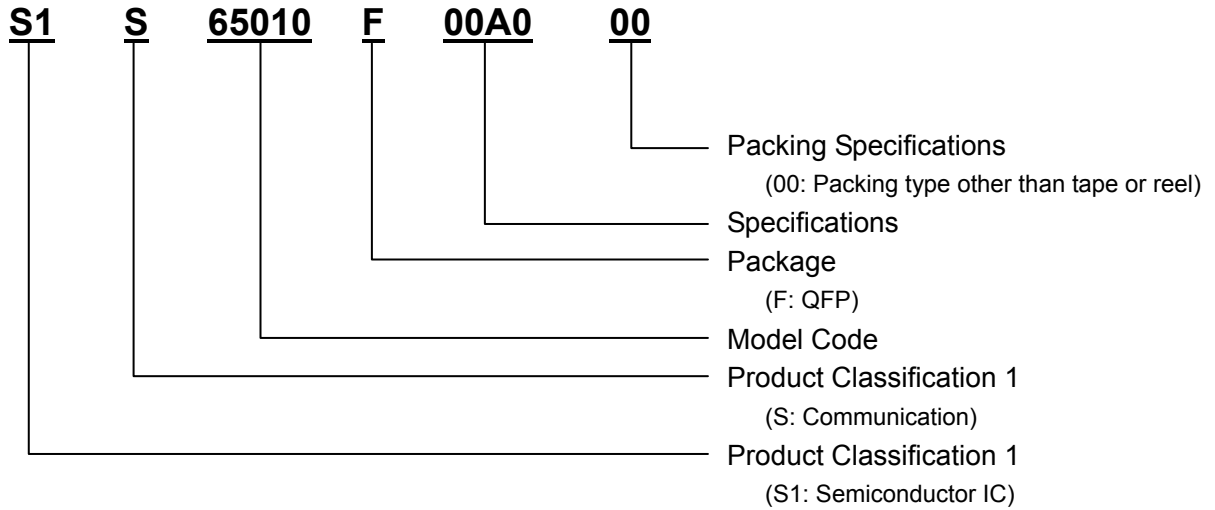 S1 S 65010 F 00A0 00
Packing Specifications
(00: Packing type other than tape or reel)
Specifications
Package
(F: QFP)
Model Code
Product Classification 1
(S: Communication)
Product Classification 1
(S1: Semiconductor IC)